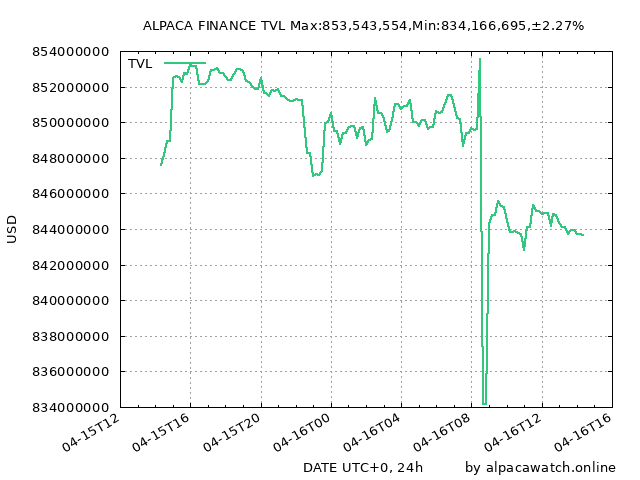 ALPACA FINANCE TVL Max:853,543,554,Min:834,166,695,±2.27%
TVL
854000000
852000000
850000000
848000000
846000000
844000000
842000000
840000000
838000000
836000000
834000000
USD
04-15T12
04-15T16
04-15T20
04-16T00
04-16T04
04-16T08
04-16T12
04-16T16
DATE UTC+0, 24h
by alpacawatch.online